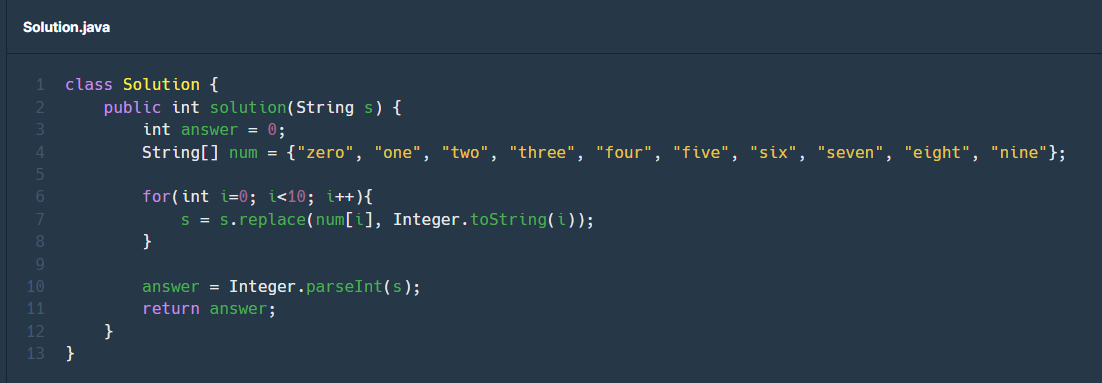 Solution.java
1 class Solution {
2     public int solution(String s) {
3         int answer = 0;
4         String[] num = {"zero", "one", "two", "three", "four", "five", "six", "seven", "eight", "nine"};
5
6         for(int i=0; i<10; i++){
7             s = s.replace(num[i], Integer.toString(i));
8         }
9
10         answer = Integer.parseInt(s);
11         return answer;
12     }
13 }